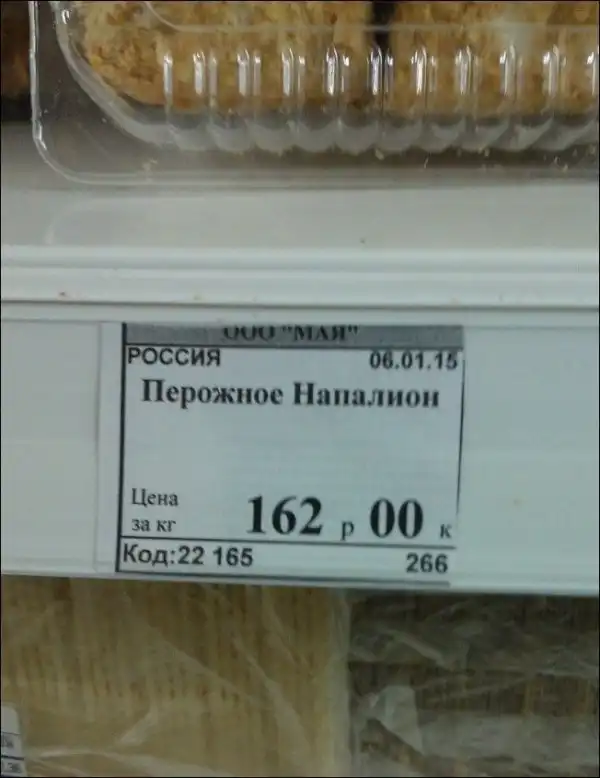 ООО "МАЯ"
РОССИЯ 06.01.15
Перожное Напалион
Цена
за кг
162 р 00 к
Код:22 165 266